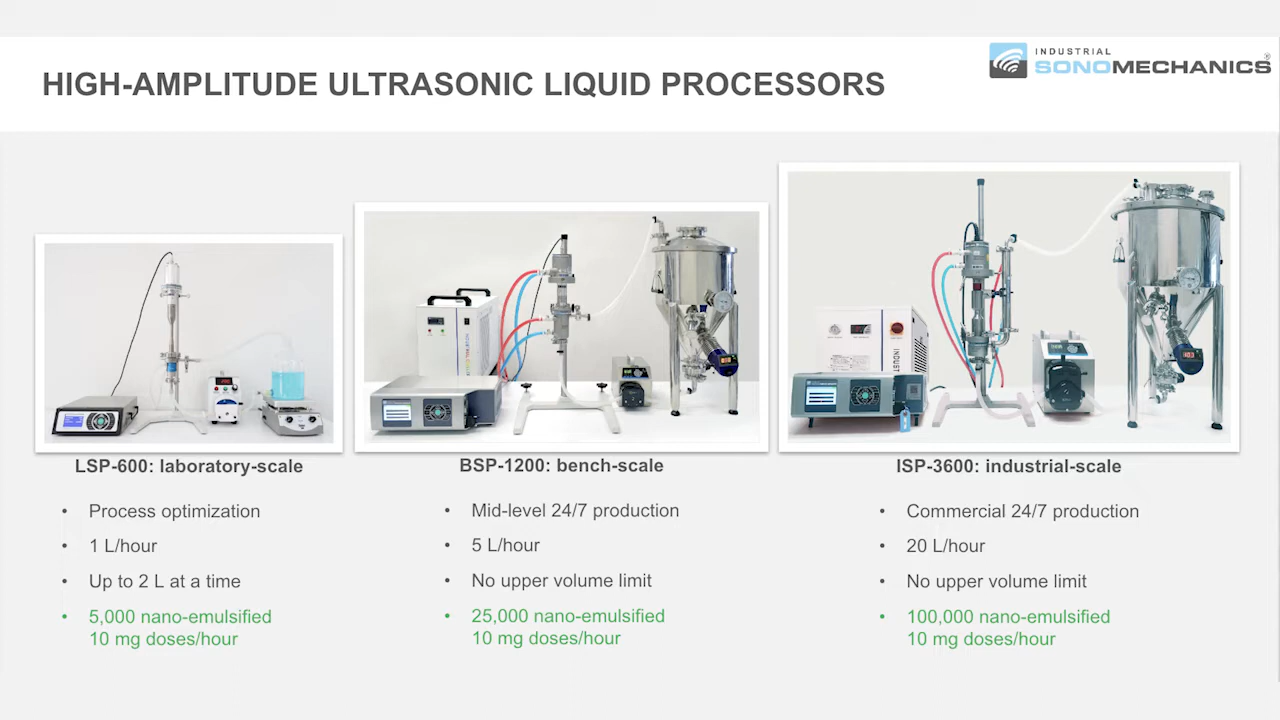 HIGH-AMPLITUDE ULTRASONIC LIQUID PROCESSORS
INDUSTRIAL
SONOMECHANICS®
LSP-600: laboratory-scale
• Process optimization
• 1 L/hour
• Up to 2 L at a time
• 5,000 nano-emulsified
10 mg doses/hour
BSP-1200: bench-scale
• Mid-level 24/7 production
• 5 L/hour
• No upper volume limit
• 25,000 nano-emulsified
10 mg doses/hour
ISP-3600: industrial-scale
• Commercial 24/7 production
• 20 L/hour
• No upper volume limit
• 100,000 nano-emulsified
10 mg doses/hour